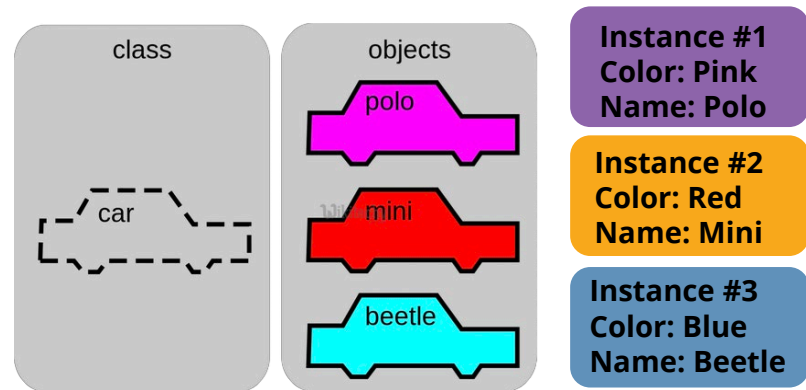 class
car
objects
polo
mini
beetle
Instance #1
Color: Pink
Name: Polo
Instance #2
Color: Red
Name: Mini
Instance #3
Color: Blue
Name: Beetle